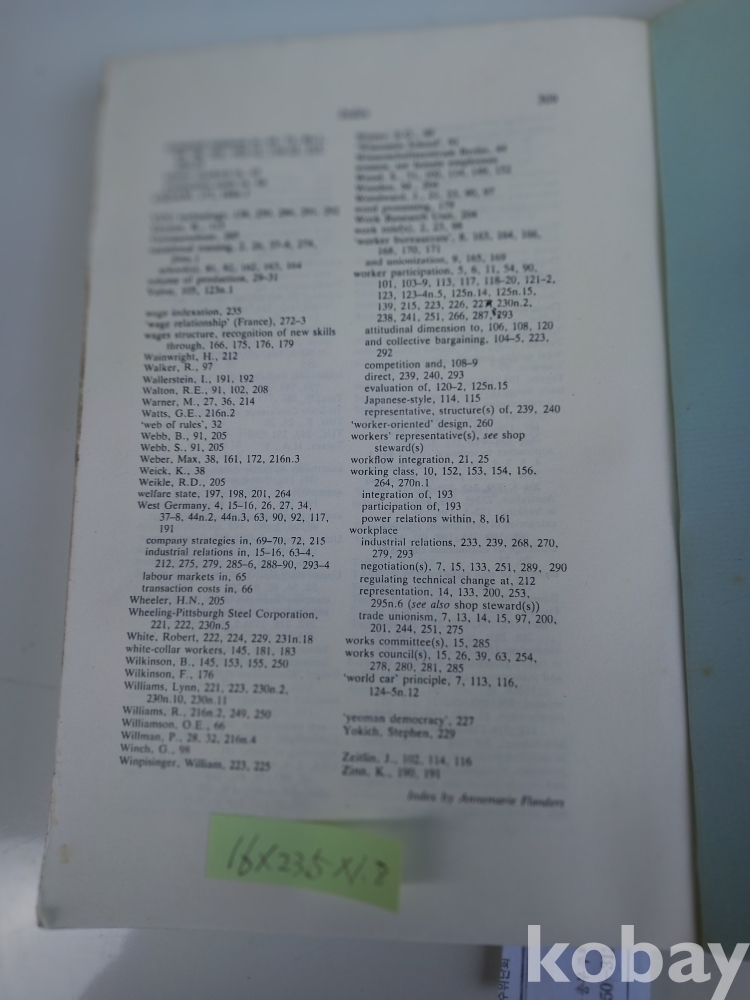 Index 309
'Wisconsin School', 91
word processing, 179
Work Research Unit, 204
'worker bureaucrat', 8, 163, 164, 166,
168, 170, 171
and unionization, 9, 165, 169
worker participation, 5, 6, 11, 54, 90,
101, 103–9, 113, 117, 118–20, 121–2,
123, 123–4n.5, 125n.14, 125n.15,
139, 215, 223, 226, 227, 230n.2,
238, 241, 251, 266, 287, 293
attitudinal dimension to, 106, 108, 120
and collective bargaining, 104–5, 223,
292
competition and, 108–9
direct, 239, 240, 293
evaluation of, 120–2, 125n.15
Japanese-style, 114, 115
representative, structure(s) of, 239, 240
'worker-oriented' design, 260
workers' representative(s), see shop
steward(s)
workflow integration, 21, 25
working class, 10, 152, 153, 154, 156,
264, 270n.1
integration of, 193
participation of, 193
power relations within, 8, 161
workplace
industrial relations, 233, 239, 268, 270,
279, 293
negotiation(s), 7, 15, 133, 251, 289, 290
regulating technical change at, 212
representation, 14, 133, 200, 253,
295n.6 (see also shop steward(s))
trade unionism, 7, 13, 14, 15, 97, 200,
201, 244, 251, 275
works committee(s), 15, 285
works council(s), 15, 26, 39, 63, 254,
278, 280, 281, 285
'world car' principle, 7, 113, 116,
124–5n.12
'yeoman democracy', 227
Yokich, Stephen, 229
Zeitlin, J., 102, 114, 116
Zinn, K., 190, 191
Index by Annemarie Flanders
volume of production, 29–31
wage indexation, 235
'wage relationship' (France), 272–3
wages structure, recognition of new skills
through, 166, 175, 176, 179
Wainwright, H., 212
Walker, R., 97
Wallerstein, I., 191, 192
Walton, R.E., 91, 102, 208
Warner, M., 27, 36, 214
Watts, G.E., 216n.2
'web of rules', 32
Webb, B., 91, 205
Webb, S., 91, 205
Weber, Max, 38, 161, 172, 216n.3
Weick, K., 38
Weikle, R.D., 205
welfare state, 197, 198, 201, 264
West Germany, 4, 15–16, 26, 27, 34,
37–8, 44n.2, 44n.3, 63, 90, 92, 117,
191
company strategies in, 69–70, 72, 215
industrial relations in, 15–16, 63–4,
212, 275, 279, 285–6, 288–90, 293–4
labour markets in, 65
transaction costs in, 66
Wheeler, H.N., 205
Wheeling-Pittsburgh Steel Corporation,
221, 222, 230n.5
White, Robert, 222, 224, 229, 231n.18
white-collar workers, 145, 181, 183
Wilkinson, B., 145, 153, 155, 250
Wilkinson, F., 176
Williams, Lynn, 221, 223, 230n.2,
230n.10, 230n.11
Williams, R., 216n.2, 249, 250
Williamson, O.E., 66
Willman, P., 28, 32, 216n.4
Winch, G., 98
Winpisinger, William, 223, 225
16X23.5X1.8
kobay